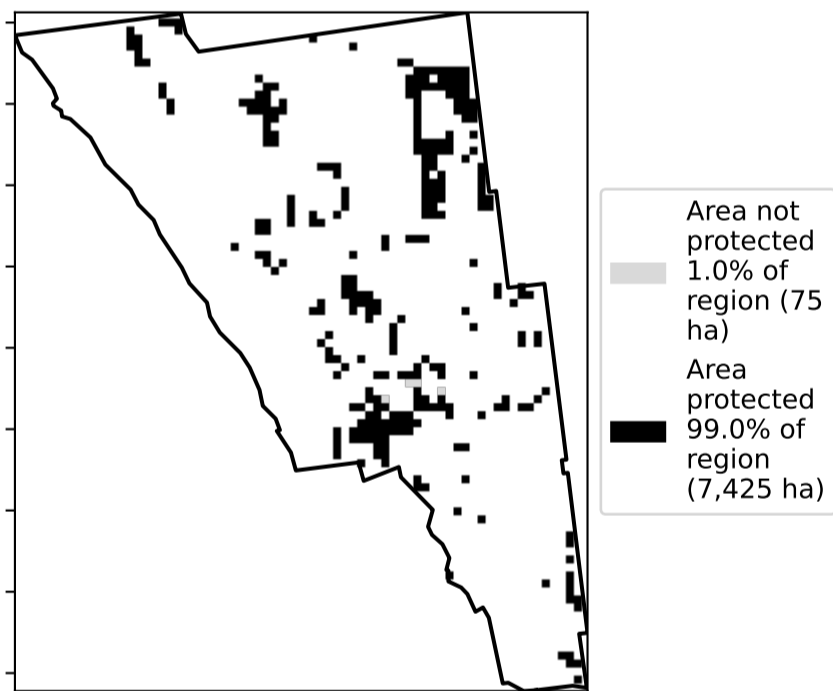 Area not
protected
1.0% of
region (75
ha)
Area
protected
99.0% of
region
(7,425 ha)